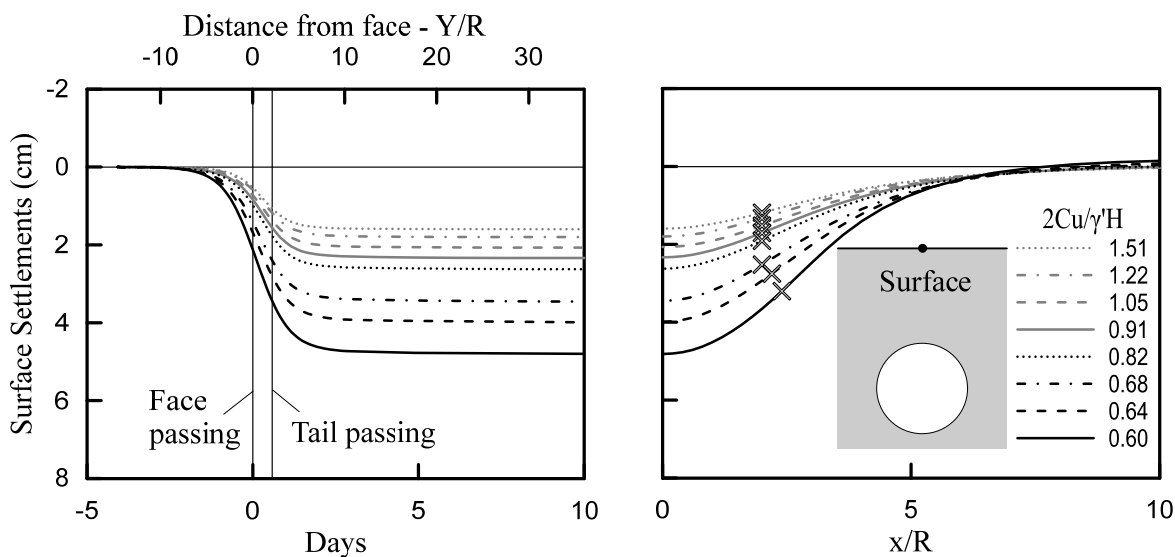 Distance from face - Y/R
-10 0 10 20 30
Surface Settlements (cm)
-2
0
2
4
6
8
Face
passing
Tail passing
-5 0 5 10
Days
2Cu/γ'H
1.51
1.22
1.05
0.91
0.82
0.68
0.64
0.60
Surface
0 5 10
x/R